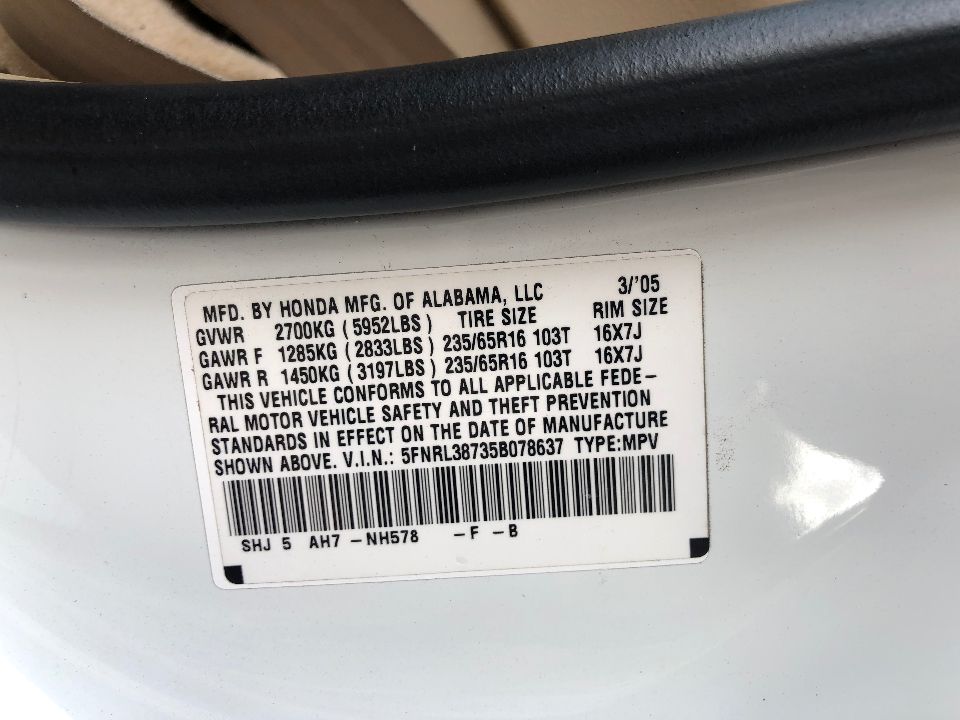 MFD. BY HONDA MFG. OF ALABAMA, LLC 3/'05
GVWR 2700KG (5952LBS) TIRE SIZE RIM SIZE
GAWR F 1285KG (2833LBS) 235/65R16 103T 16X7J
GAWR R 1450KG (3197LBS) 235/65R16 103T 16X7J
THIS VEHICLE CONFORMS TO ALL APPLICABLE FEDE-
RAL MOTOR VEHICLE SAFETY AND THEFT PREVENTION
STANDARDS IN EFFECT ON THE DATE OF MANUFACTURE
SHOWN ABOVE. V.I.N.: 5FNRL38735B078637 TYPE:MPV
SHJ 5 AH7 -NH578 -F -B